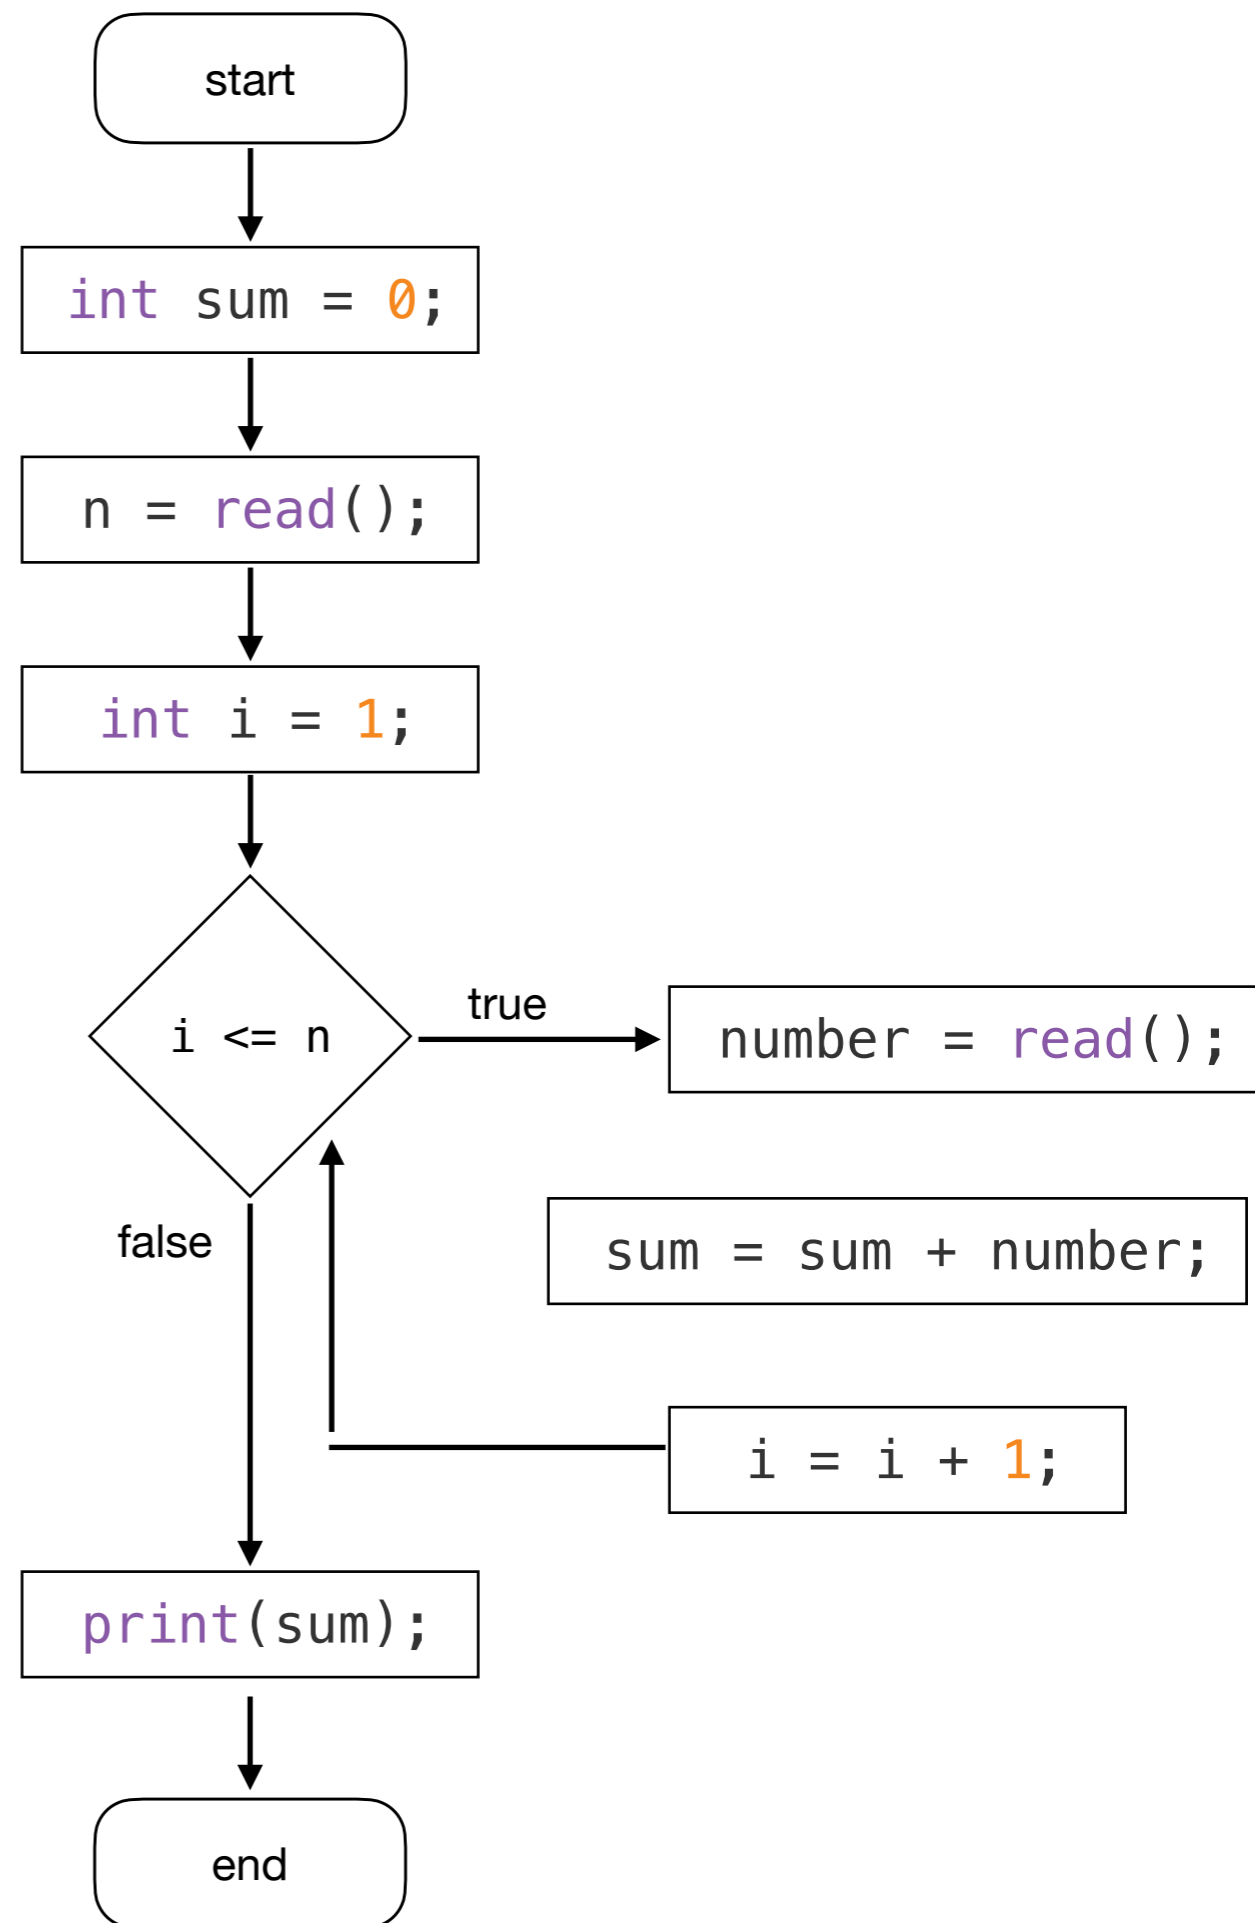 start
int sum = 0;
n = read();
int i = 1;
i <= n
true
number = read();
false
sum = sum + number;
i = i + 1;
print(sum);
end